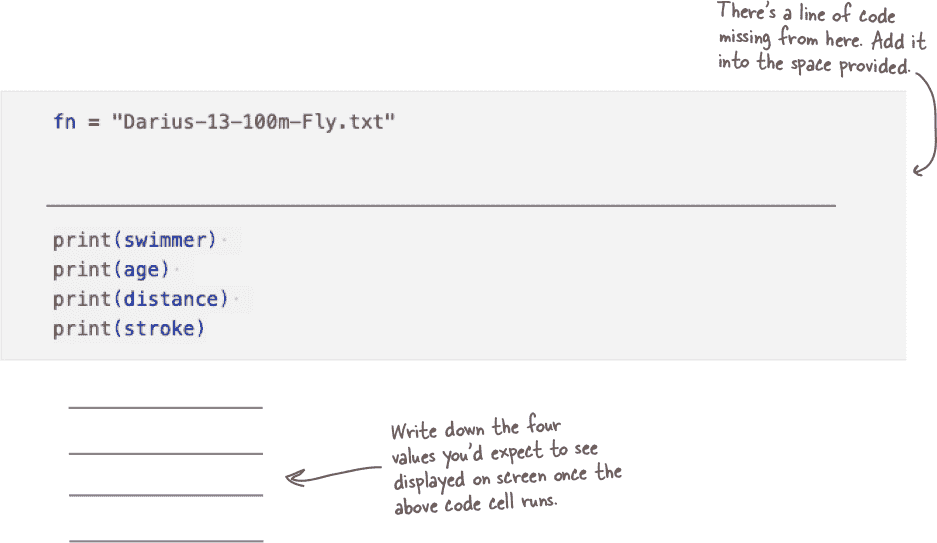 There's a line of code
missing from here. Add it
into the space provided.
fn = "Darius-13-100m-Fly.txt"
print(swimmer)
print(age)
print(distance)
print(stroke)
Write down the four
values you'd expect to see
displayed on screen once the
above code cell runs.